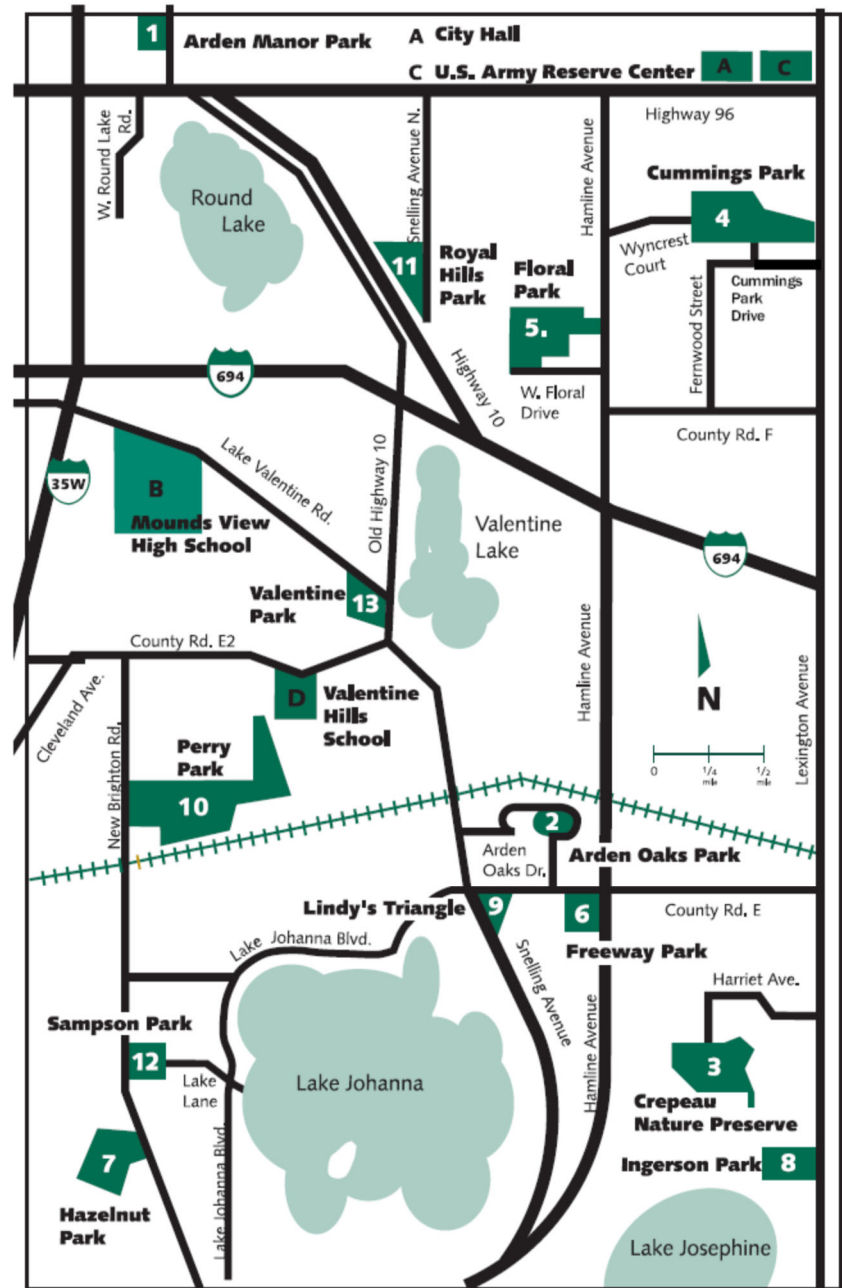 1
Arden Manor Park
A City Hall
C U.S. Army Reserve Center
A
C
Highway 96
W. Round Lake
Rd.
Round
Lake
Snelling Avenue N.
Hamline Avenue
Cummings Park
4
Wyncrest
Court
Cummings
Park
Drive
Fernwood Street
11
Royal
Hills
Park
Floral
Park
5.
W. Floral
Drive
Highway 10
694
County Rd. F
35W
B
Mounds View
High School
Lake Valentine Rd.
Old Highway 10
Valentine
Lake
694
Valentine
Park
13
County Rd. E2
Cleveland Ave.
D
Valentine
Hills
School
Hamline Avenue
N
0
1/4
mile
1/2
mile
Lexington Avenue
New Brighton Rd.
Perry
Park
10
2
Arden
Oaks Dr.
Arden Oaks Park
Lindy's Triangle
9
6
County Rd. E
Freeway Park
Lake Johanna Blvd.
Snelling Avenue
Hamline Avenue
Harriet Ave.
Sampson Park
12
Lake
Lane
Lake Johanna
3
Crepeau
Nature Preserve
Lake Johanna Blvd.
7
Hazelnut
Park
Ingerson Park
8
Lake Josephine